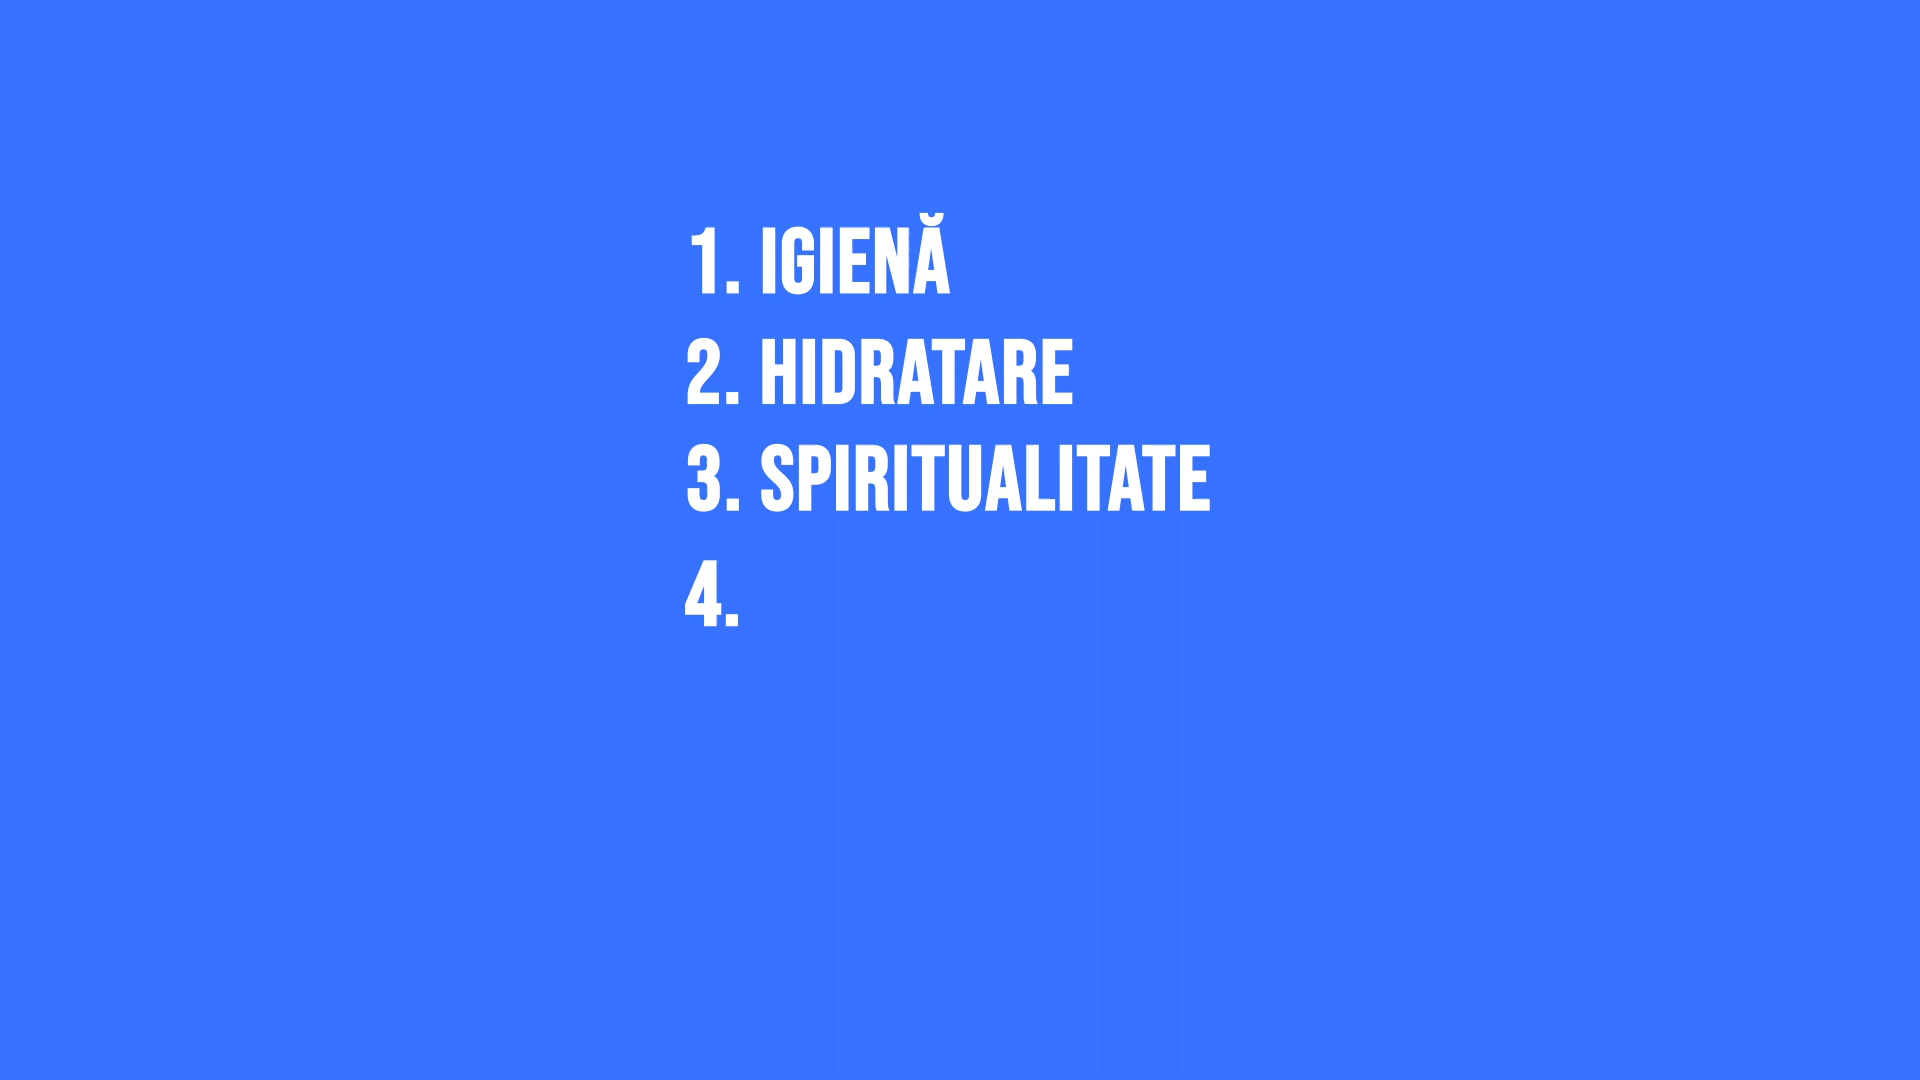 1. IGIENĂ
2. HIDRATARE
3. SPIRITUALITATE
4.